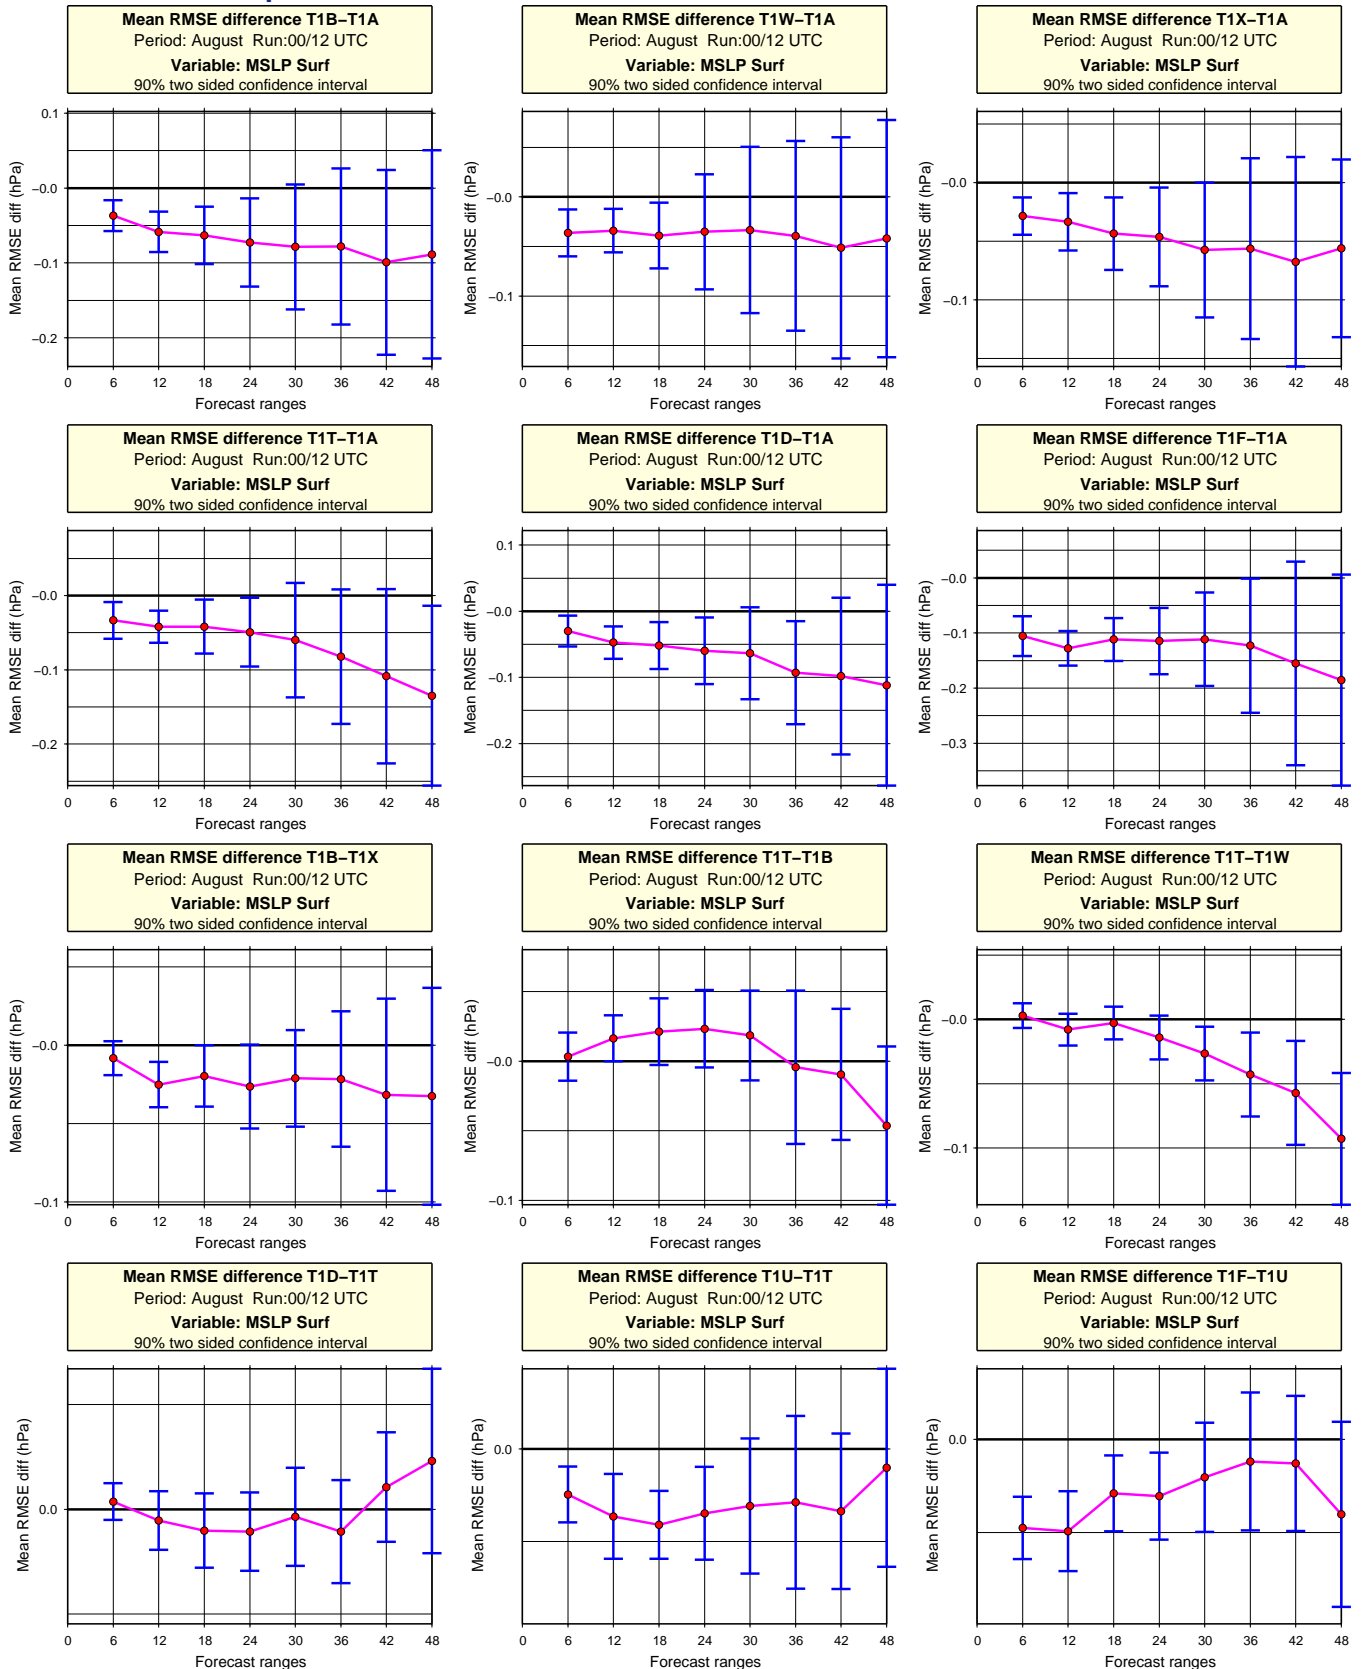 Mean RMSE difference T1B–T1A
Period: August Run:00/12 UTC
Variable: MSLP Surf
90% two sided confidence interval
Mean RMSE diff (hPa)
0.1
–0.0
–0.1
–0.2
0 6 12 18 24 30 36 42 48
Forecast ranges
Mean RMSE difference T1W–T1A
Period: August Run:00/12 UTC
Variable: MSLP Surf
90% two sided confidence interval
Mean RMSE diff (hPa)
–0.0
–0.1
0 6 12 18 24 30 36 42 48
Forecast ranges
Mean RMSE difference T1X–T1A
Period: August Run:00/12 UTC
Variable: MSLP Surf
90% two sided confidence interval
Mean RMSE diff (hPa)
–0.0
–0.1
0 6 12 18 24 30 36 42 48
Forecast ranges
Mean RMSE difference T1T–T1A
Period: August Run:00/12 UTC
Variable: MSLP Surf
90% two sided confidence interval
Mean RMSE diff (hPa)
–0.0
–0.1
–0.2
0 6 12 18 24 30 36 42 48
Forecast ranges
Mean RMSE difference T1D–T1A
Period: August Run:00/12 UTC
Variable: MSLP Surf
90% two sided confidence interval
Mean RMSE diff (hPa)
0.1
–0.0
–0.1
–0.2
0 6 12 18 24 30 36 42 48
Forecast ranges
Mean RMSE difference T1F–T1A
Period: August Run:00/12 UTC
Variable: MSLP Surf
90% two sided confidence interval
Mean RMSE diff (hPa)
–0.0
–0.1
–0.2
–0.3
0 6 12 18 24 30 36 42 48
Forecast ranges
Mean RMSE difference T1B–T1X
Period: August Run:00/12 UTC
Variable: MSLP Surf
90% two sided confidence interval
Mean RMSE diff (hPa)
–0.0
–0.1
0 6 12 18 24 30 36 42 48
Forecast ranges
Mean RMSE difference T1T–T1B
Period: August Run:00/12 UTC
Variable: MSLP Surf
90% two sided confidence interval
Mean RMSE diff (hPa)
–0.0
–0.1
0 6 12 18 24 30 36 42 48
Forecast ranges
Mean RMSE difference T1T–T1W
Period: August Run:00/12 UTC
Variable: MSLP Surf
90% two sided confidence interval
Mean RMSE diff (hPa)
–0.0
–0.1
0 6 12 18 24 30 36 42 48
Forecast ranges
Mean RMSE difference T1D–T1T
Period: August Run:00/12 UTC
Variable: MSLP Surf
90% two sided confidence interval
Mean RMSE diff (hPa)
0.0
0 6 12 18 24 30 36 42 48
Forecast ranges
Mean RMSE difference T1U–T1T
Period: August Run:00/12 UTC
Variable: MSLP Surf
90% two sided confidence interval
Mean RMSE diff (hPa)
0.0
0 6 12 18 24 30 36 42 48
Forecast ranges
Mean RMSE difference T1F–T1U
Period: August Run:00/12 UTC
Variable: MSLP Surf
90% two sided confidence interval
Mean RMSE diff (hPa)
0.0
0 6 12 18 24 30 36 42 48
Forecast ranges